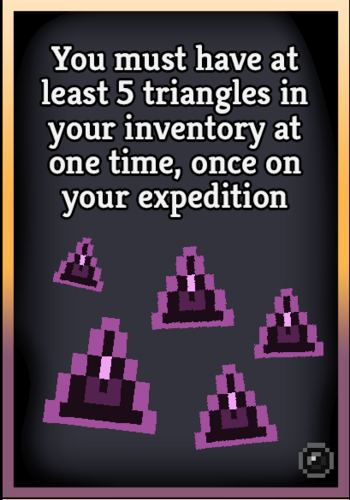 You must have at
least 5 triangles in
your inventory at
one time, once on
your expedition